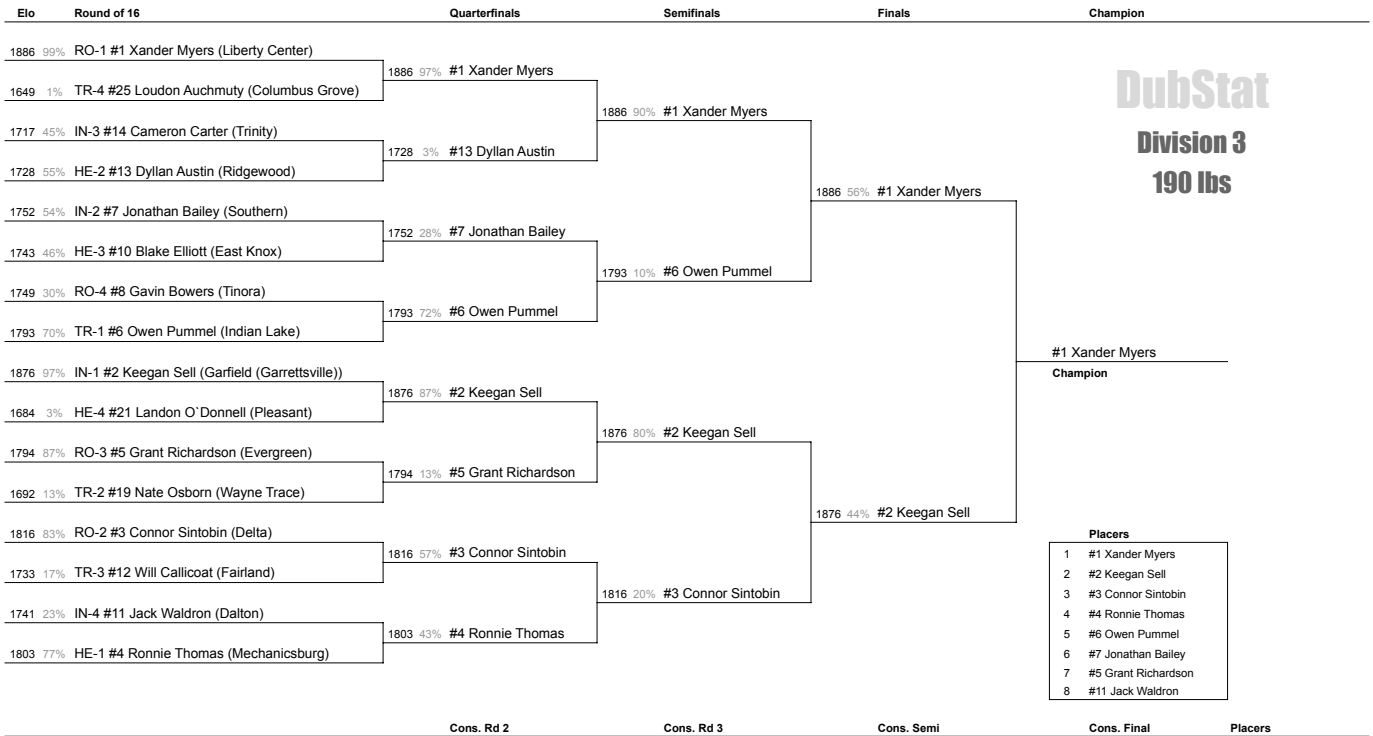 Elo Round of 16 Quarterfinals Semifinals Finals Champion
1886 99% RO-1 #1 Xander Myers (Liberty Center)
1886 97% #1 Xander Myers
1649 1% TR-4 #25 Loudon Auchmuty (Columbus Grove)
1886 90% #1 Xander Myers
1717 45% IN-3 #14 Cameron Carter (Trinity)
1728 3% #13 Dyllan Austin
1728 55% HE-2 #13 Dyllan Austin (Ridgewood)
1886 56% #1 Xander Myers
1752 54% IN-2 #7 Jonathan Bailey (Southern)
1752 28% #7 Jonathan Bailey
1743 46% HE-3 #10 Blake Elliott (East Knox)
1793 10% #6 Owen Pummel
1749 30% RO-4 #8 Gavin Bowers (Tinora)
1793 72% #6 Owen Pummel
1793 70% TR-1 #6 Owen Pummel (Indian Lake)
#1 Xander Myers
Champion
1876 97% IN-1 #2 Keegan Sell (Garfield (Garrettsville))
1876 87% #2 Keegan Sell
1684 3% HE-4 #21 Landon O`Donnell (Pleasant)
1876 80% #2 Keegan Sell
1794 87% RO-3 #5 Grant Richardson (Evergreen)
1794 13% #5 Grant Richardson
1692 13% TR-2 #19 Nate Osborn (Wayne Trace)
1876 44% #2 Keegan Sell
1816 83% RO-2 #3 Connor Sintobin (Delta)
1816 57% #3 Connor Sintobin
1733 17% TR-3 #12 Will Callicoat (Fairland)
1816 20% #3 Connor Sintobin
1741 23% IN-4 #11 Jack Waldron (Dalton)
1803 43% #4 Ronnie Thomas
1803 77% HE-1 #4 Ronnie Thomas (Mechanicsburg)
DubStat
Division 3
190 lbs
Placers
1 #1 Xander Myers
2 #2 Keegan Sell
3 #3 Connor Sintobin
4 #4 Ronnie Thomas
5 #6 Owen Pummel
6 #7 Jonathan Bailey
7 #5 Grant Richardson
8 #11 Jack Waldron
Cons. Rd 2 Cons. Rd 3 Cons. Semi Cons. Final Placers